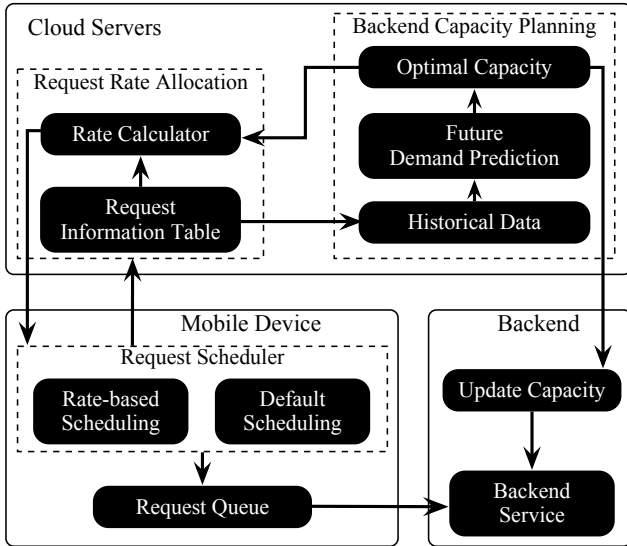 Cloud Servers
Backend Capacity Planning
Optimal Capacity
Future
Demand Prediction
Historical Data
Request Rate Allocation
Rate Calculator
Request
Information Table
Mobile Device
Request Scheduler
Rate-based
Scheduling
Default
Scheduling
Request Queue
Backend
Update Capacity
Backend
Service